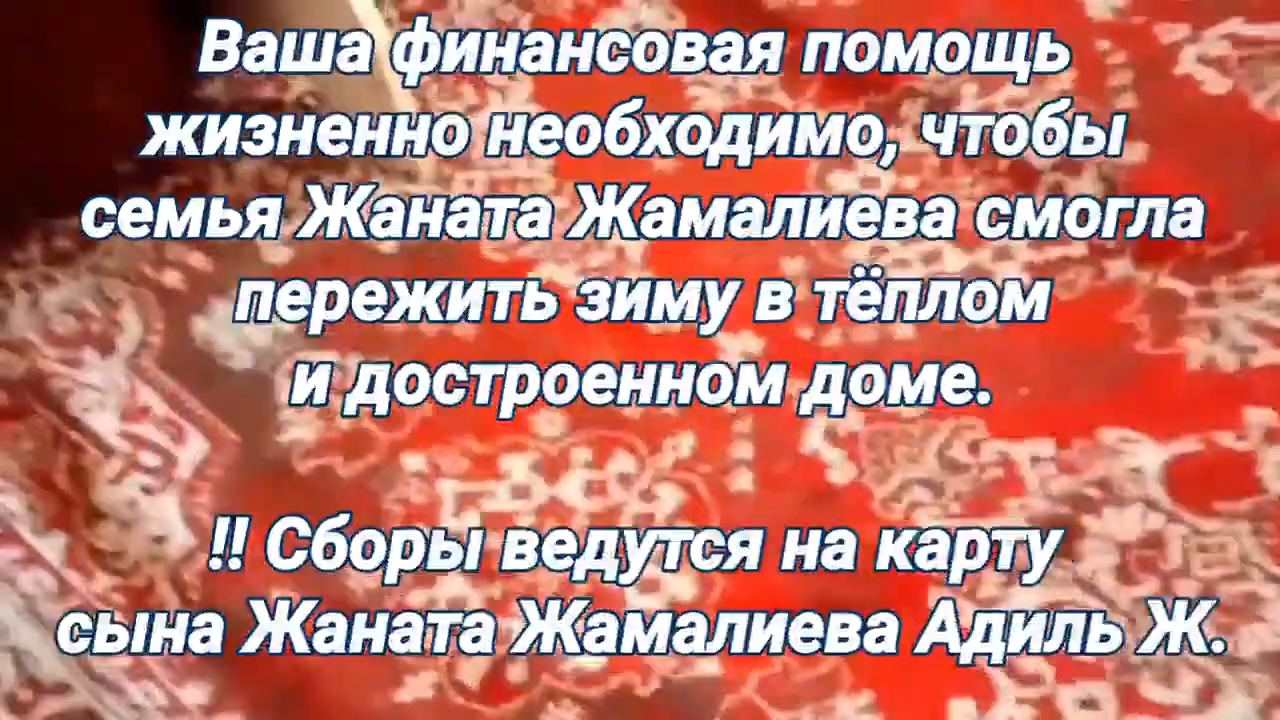 Ваша финансовая помощь
жизненно необходимо, чтобы
семья Жаната Жамалиева смогла
пережить зиму в тёплом
и достроенном доме.
!! Сборы ведутся на карту
сына Жаната Жамалиева Адиль Ж.